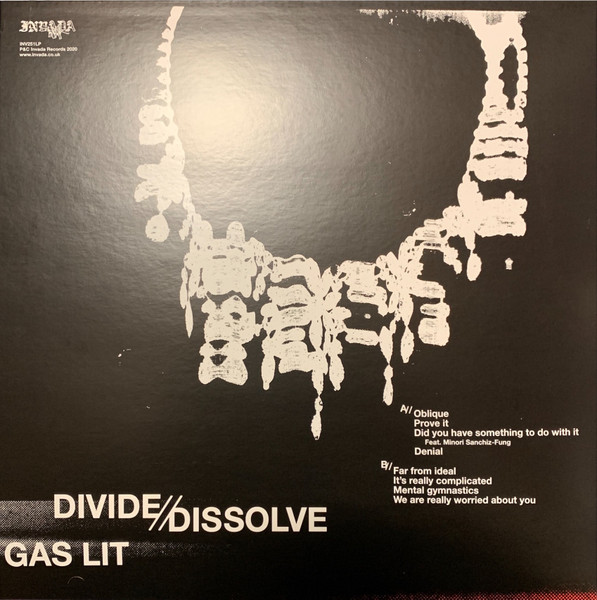 INVADA
INV251LP
P&C Invada Records 2020
www.invada.co.uk
A//
Oblique
Prove it
Did you have something to do with it
Feat. Minori Sanchiz-Fung
Denial
B//
Far from ideal
It's really complicated
Mental gymnastics
We are really worried about you
DIVIDE//DISSOLVE
GAS LIT